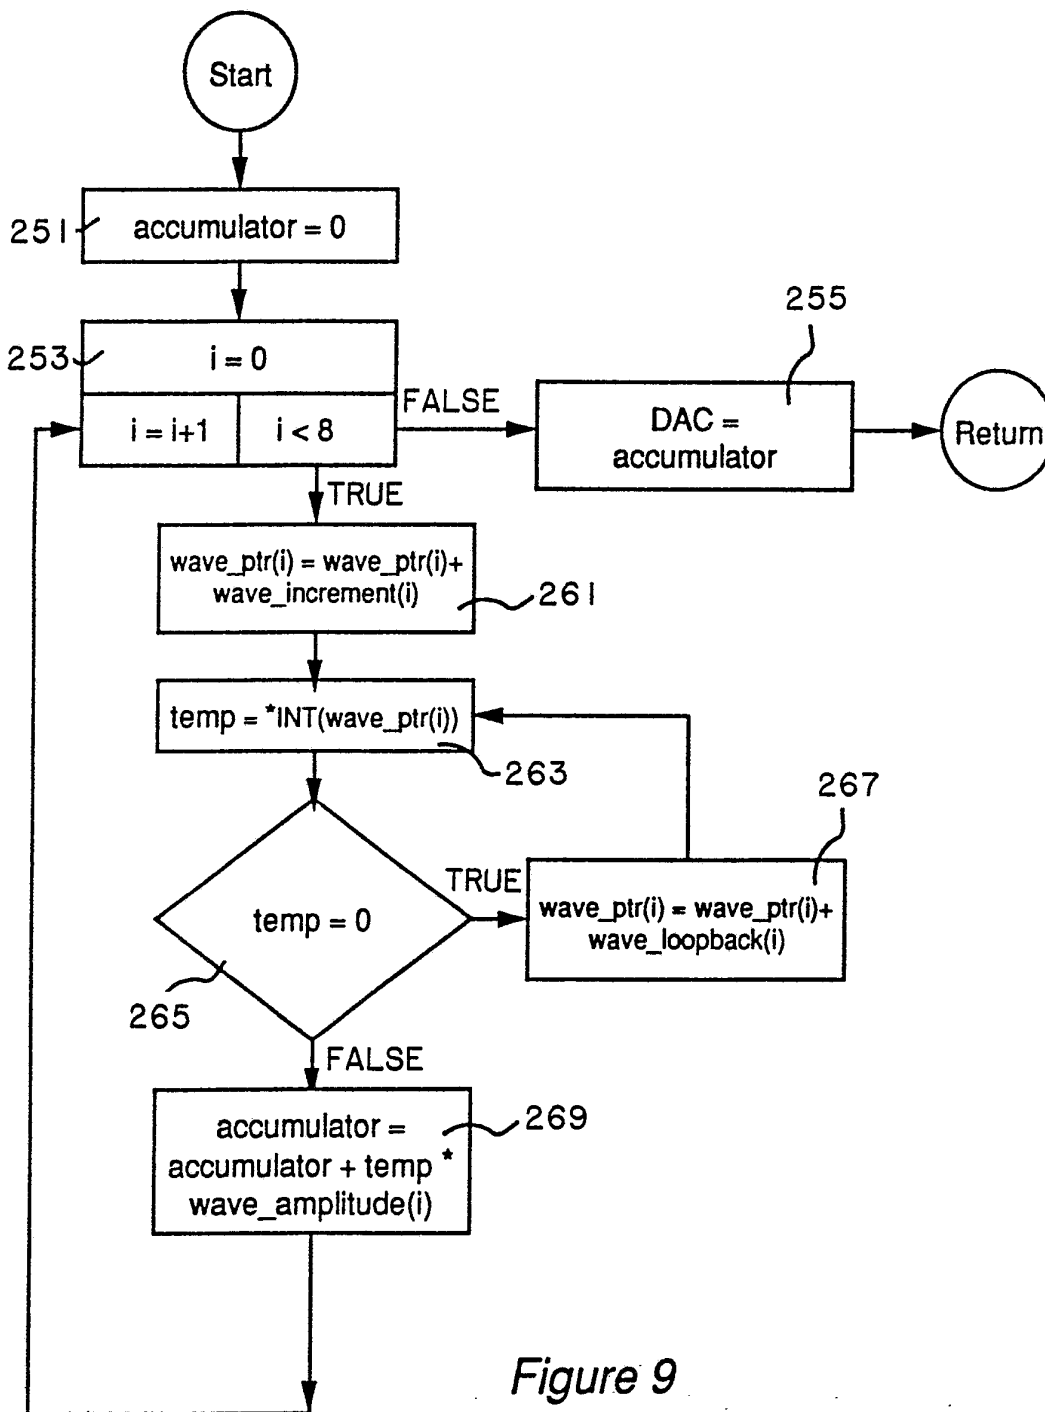 Start
251
accumulator = 0
253
i = 0
i = i+1
i < 8
FALSE
255
DAC =
accumulator
Return
TRUE
wave_ptr(i) = wave_ptr(i)+
wave_increment(i)
261
temp = *INT(wave_ptr(i))
263
temp = 0
265
TRUE
267
wave_ptr(i) = wave_ptr(i)+
wave_loopback(i)
FALSE
accumulator =
accumulator + temp *
wave_amplitude(i)
269
Figure 9